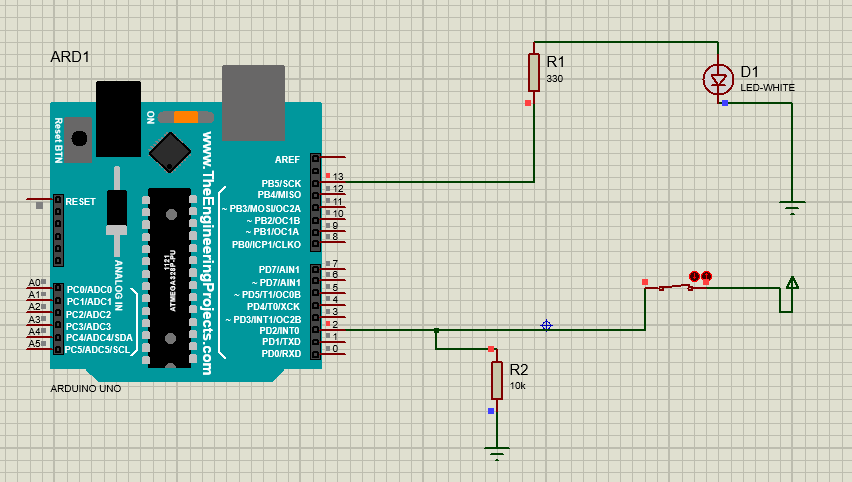 ARD1
R1
330
D1
LED-WHITE
ON
Reset BTN
www.TheEngineeringProjects.com
AREF
13
PB5/SCK
12
PB4/MISO
11
~ PB3/MOSI/OC2A
10
~ PB2/OC1B
9
~ PB1/OC1A
8
PB0/ICP1/CLKO
RESET
7
PD7/AIN1
6
~ PD7/AIN1
5
~ PD5/T1/OC0B
4
PD4/T0/XCK
3
~ PD3/INT1/OC2B
2
PD2/INT0
1
PD1/TXD
0
PD0/RXD
1121
ATMEGA328P-PU
ANALOG IN
A0
PC0/ADC0
A1
PC1/ADC1
A2
PC2/ADC2
A3
PC3/ADC3
A4
PC4/ADC4/SDA
A5
PC5/ADC5/SCL
R2
10k
ARDUINO UNO